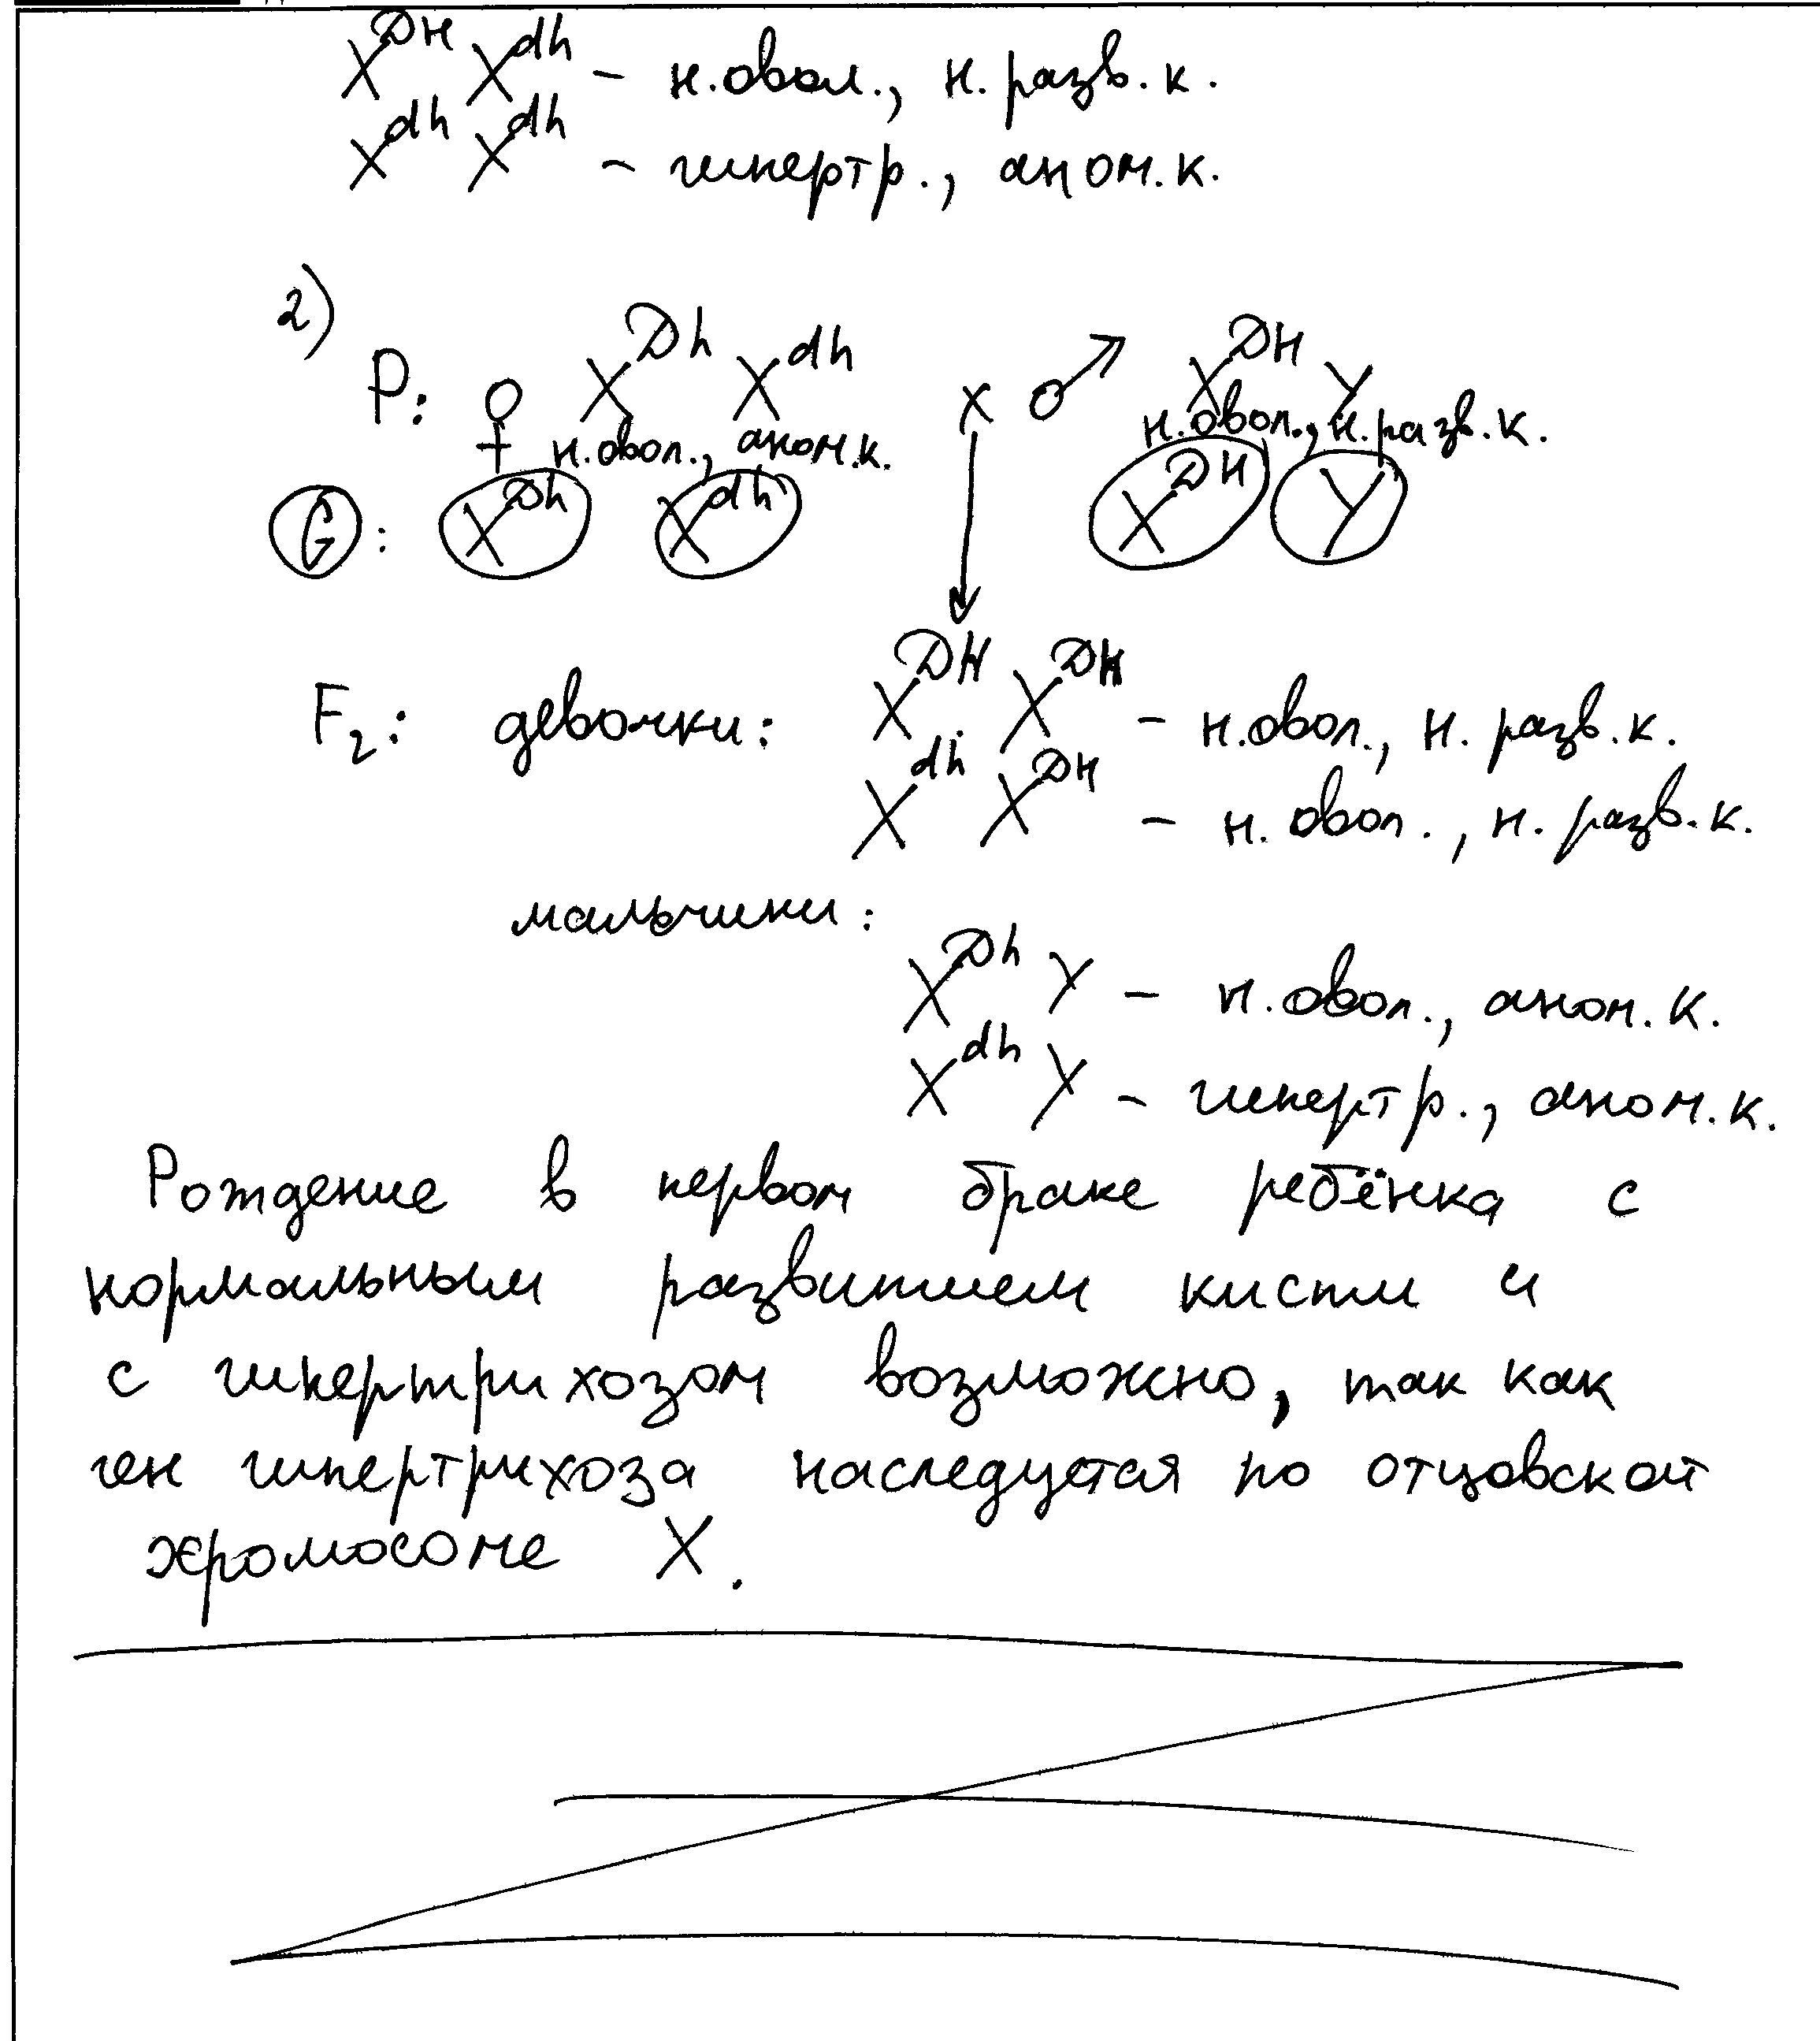 X^DH X^dh – н.овол., н. разв. к.
X^dh X^dh – гипертр., аном. к.
2)
P: ♀ X^Dh X^dh x ♂ X^DH Y
н.овол., аном.к. н.овол., н.разв.к.
G: X^Dh X^dh X^DH Y
F2: девочки: X^DH X^DH – н.овол., н. разв. к.
X^dh X^DH – н. овол., н. разв. к.
мальчики:
X^Dh Y – н.овол., аном. к.
X^dh Y – гипертр., аном. к.
Рождение в первом браке ребёнка с
нормальным развитием кисти и
с гипертрихозом возможно, так как
ген гипертрихоза наследуется по отцовской
хромосоме X.